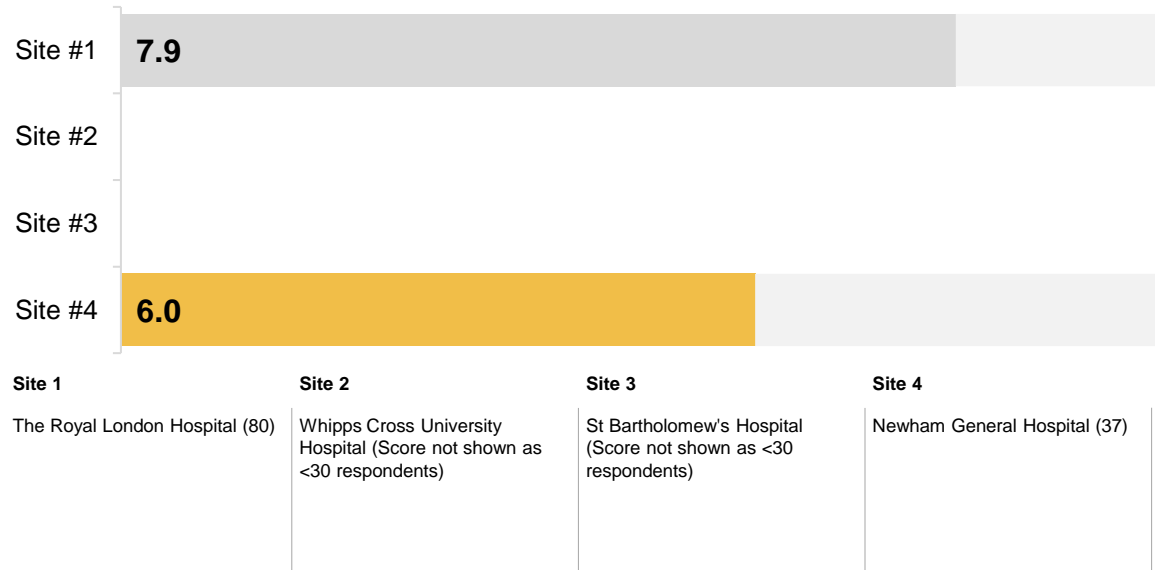 Site #1
7.9
Site #2
Site #3
Site #4
6.0
Site 1
The Royal London Hospital (80)
Site 2
Whipps Cross University
Hospital (Score not shown as
<30 respondents)
Site 3
St Bartholomew's Hospital
(Score not shown as <30
respondents)
Site 4
Newham General Hospital (37)